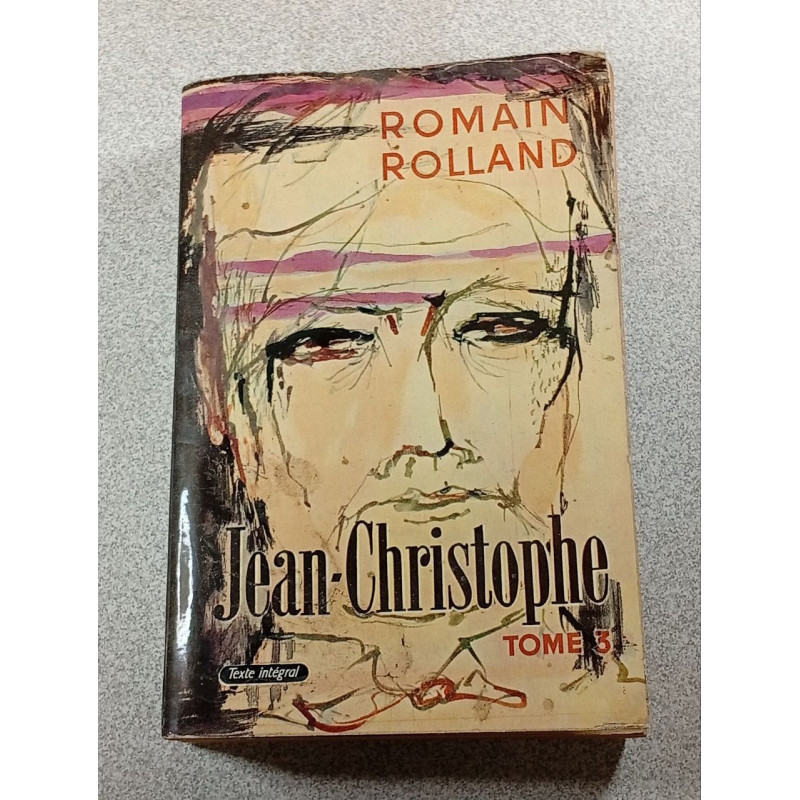 ROMAIN
ROLLAND
Jean-Christophe
TOME 3
Texte intégral